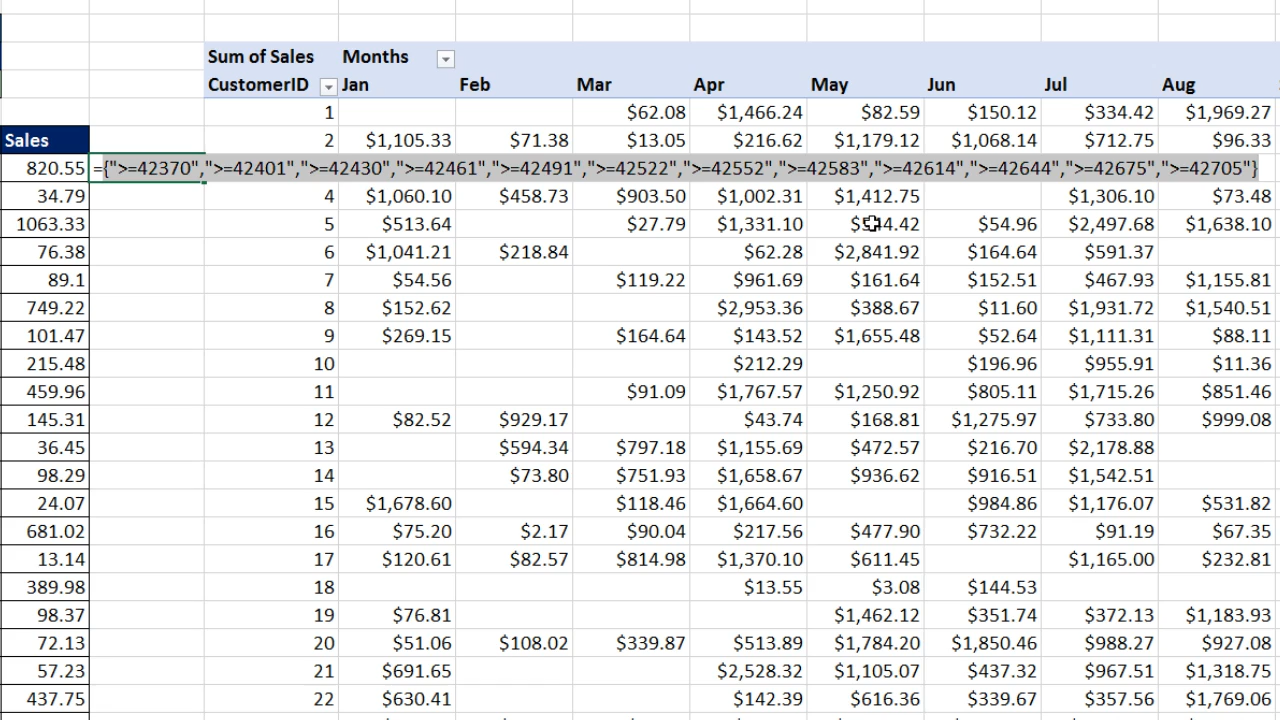 Sum of Sales Months
CustomerID Jan Feb Mar Apr May Jun Jul Aug
1 $62.08 $1,466.24 $82.59 $150.12 $334.42 $1,969.27
Sales 2 $1,105.33 $71.38 $13.05 $216.62 $1,179.12 $1,068.14 $712.75 $96.33
820.55 ={">=42370",">=42401",">=42430",">=42461",">=42491",">=42522",">=42552",">=42583",">=42614",">=42644",">=42675",">=42705"}
34.79 4 $1,060.10 $458.73 $903.50 $1,002.31 $1,412.75 $1,306.10 $73.48
1063.33 5 $513.64 $27.79 $1,331.10 $54.96 $2,497.68 $1,638.10
76.38 6 $1,041.21 $218.84 $62.28 $2,841.92 $164.64 $591.37
89.1 7 $54.56 $119.22 $961.69 $161.64 $152.51 $467.93 $1,155.81
749.22 8 $152.62 $2,953.36 $388.67 $11.60 $1,931.72 $1,540.51
101.47 9 $269.15 $164.64 $143.52 $1,655.48 $52.64 $1,111.31 $88.11
215.48 10 $212.29 $196.96 $955.91 $11.36
459.96 11 $91.09 $1,767.57 $1,250.92 $805.11 $1,715.26 $851.46
145.31 12 $82.52 $929.17 $43.74 $168.81 $1,275.97 $733.80 $999.08
36.45 13 $594.34 $797.18 $1,155.69 $472.57 $216.70 $2,178.88
98.29 14 $73.80 $751.93 $1,658.67 $936.62 $916.51 $1,542.51
24.07 15 $1,678.60 $118.46 $1,664.60 $984.86 $1,176.07 $531.82
681.02 16 $75.20 $2.17 $90.04 $217.56 $477.90 $732.22 $91.19 $67.35
13.14 17 $120.61 $82.57 $814.98 $1,370.10 $611.45 $1,165.00 $232.81
389.98 18 $13.55 $3.08 $144.53
98.37 19 $76.81 $1,462.12 $351.74 $372.13 $1,183.93
72.13 20 $51.06 $108.02 $339.87 $513.89 $1,784.20 $1,850.46 $988.27 $927.08
57.23 21 $691.65 $2,528.32 $1,105.07 $437.32 $967.51 $1,318.75
437.75 22 $630.41 $142.39 $616.36 $339.67 $357.56 $1,769.06